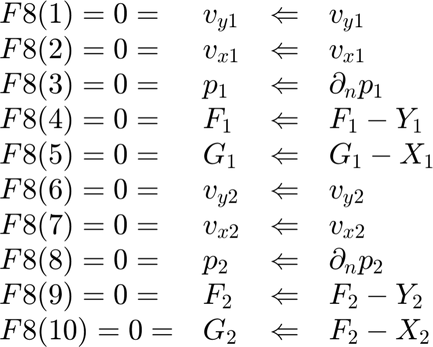 F8(1) = 0 = v_{y1} ⇐ v_{y1}
F8(2) = 0 = v_{x1} ⇐ v_{x1}
F8(3) = 0 = p_1 ⇐ ∂_n p_1
F8(4) = 0 = F_1 ⇐ F_1 − Y_1
F8(5) = 0 = G_1 ⇐ G_1 − X_1
F8(6) = 0 = v_{y2} ⇐ v_{y2}
F8(7) = 0 = v_{x2} ⇐ v_{x2}
F8(8) = 0 = p_2 ⇐ ∂_n p_2
F8(9) = 0 = F_2 ⇐ F_2 − Y_2
F8(10) = 0 = G_2 ⇐ F_2 − X_2